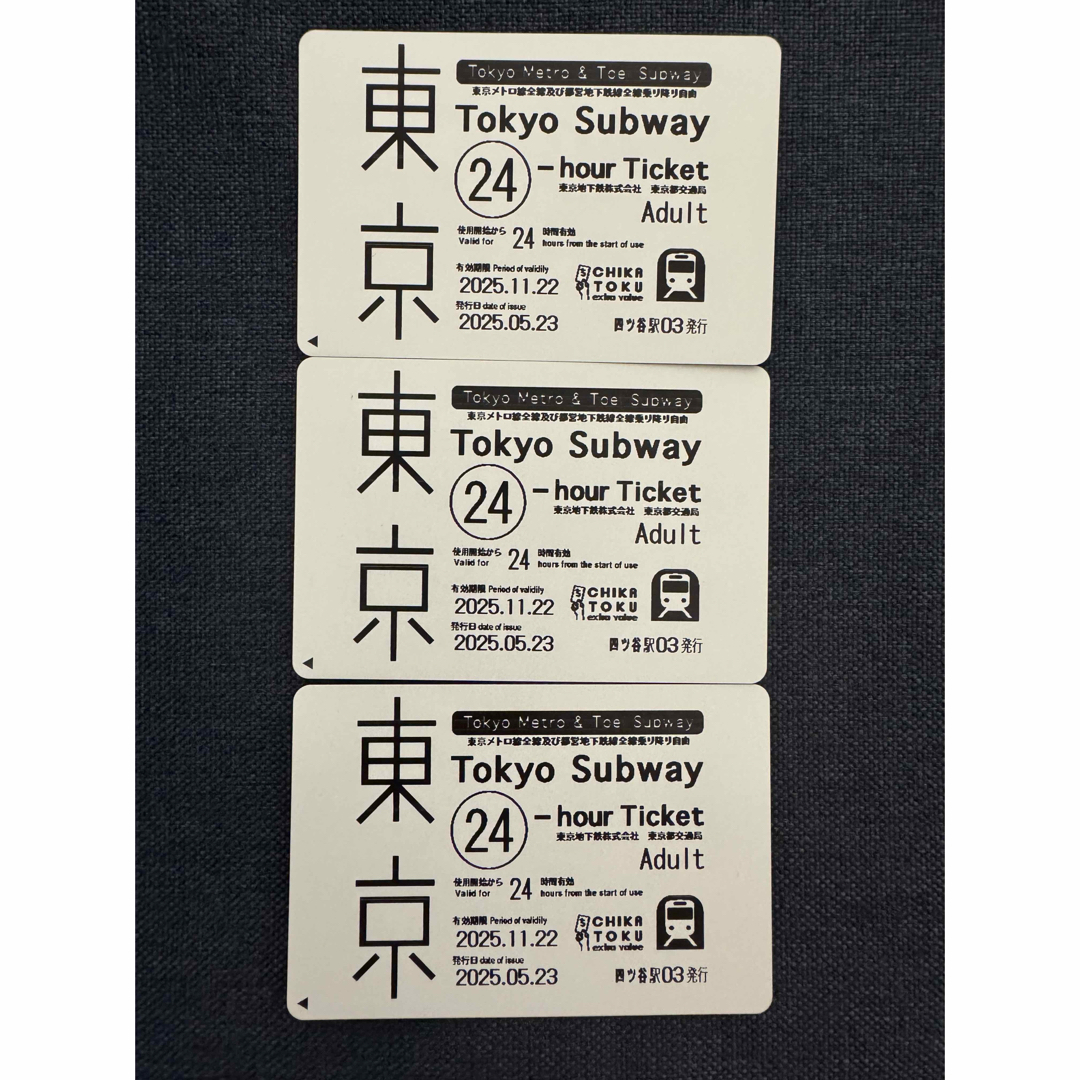 東京
Tokyo Metro & Toei Subway
東京メトロ線全線及び都営地下鉄線全線乗り降り自由
Tokyo Subway
24 -hour Ticket
東京地下鉄株式会社 東京都交通局
Adult
使用開始から 24 時間有効
Valid for hours from the start of use
有効期限 Period of validity
2025.11.22
CHIKA
TOKU
extra value
発行日 date of issue
2025.05.23
四ツ谷駅03発行
東京
Tokyo Metro & Toei Subway
東京メトロ線全線及び都営地下鉄線全線乗り降り自由
Tokyo Subway
24 -hour Ticket
東京地下鉄株式会社 東京都交通局
Adult
使用開始から 24 時間有効
Valid for hours from the start of use
有効期限 Period of validity
2025.11.22
CHIKA
TOKU
extra value
発行日 date of issue
2025.05.23
四ツ谷駅03発行
東京
Tokyo Metro & Toei Subway
東京メトロ線全線及び都営地下鉄線全線乗り降り自由
Tokyo Subway
24 -hour Ticket
東京地下鉄株式会社 東京都交通局
Adult
使用開始から 24 時間有効
Valid for hours from the start of use
有効期限 Period of validity
2025.11.22
CHIKA
TOKU
extra value
発行日 date of issue
2025.05.23
四ツ谷駅03発行